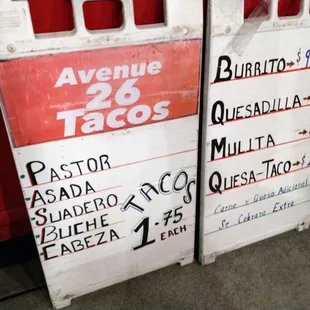 Avenue
26
Tacos
PASTOR
ASADA
SUADERO
BUCHE
CABEZA
TACOS
1.75
EACH
BURRITO
QUESADILLA
MULITA
QUESA-TACO
Carne y Queso Adicional
Se Cobrara Extra